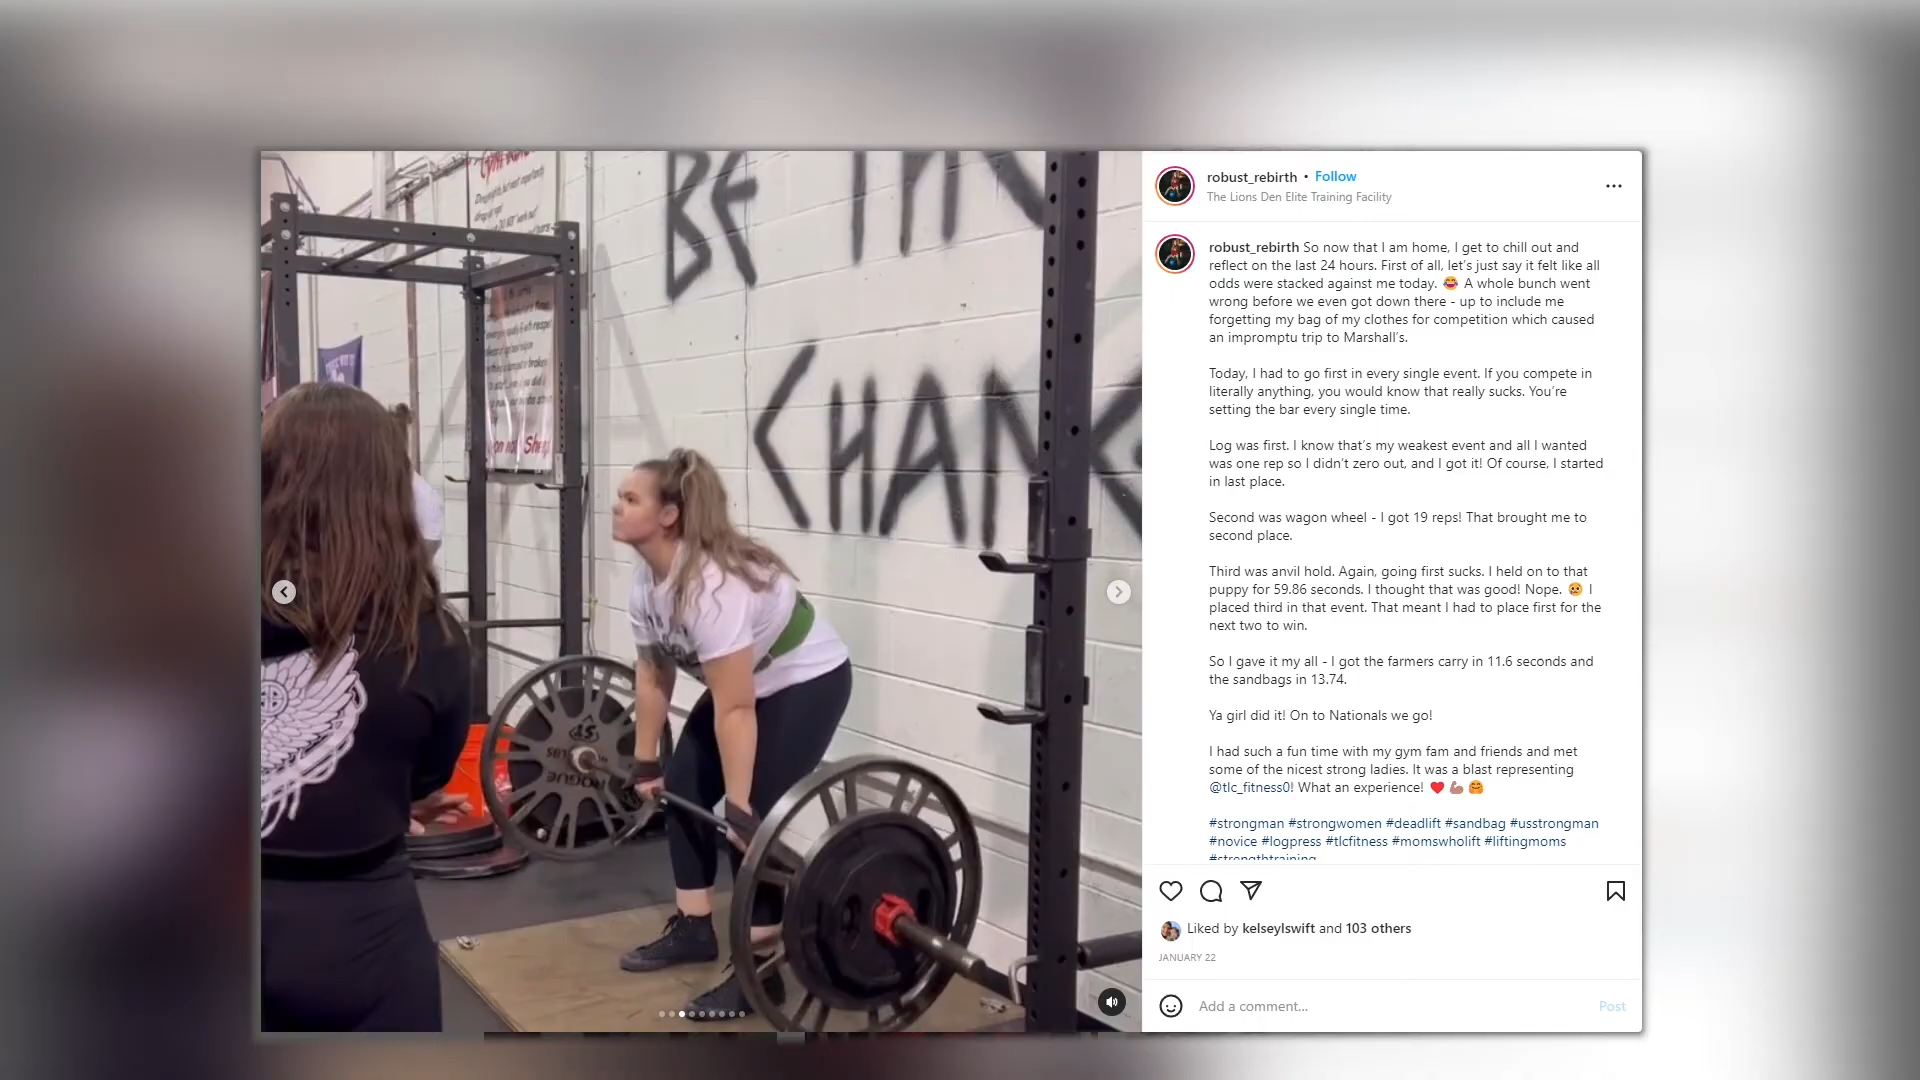 BE THE
CHANG
Gym Rules
45
LBS
ROGUE
robust_rebirth • Follow
The Lions Den Elite Training Facility
robust_rebirth So now that I am home, I get to chill out and
reflect on the last 24 hours. First of all, let's just say it felt like all
odds were stacked against me today. 😂 A whole bunch went
wrong before we even got down there - up to include me
forgetting my bag of my clothes for competition which caused
an impromptu trip to Marshall's.
Today, I had to go first in every single event. If you compete in
literally anything, you would know that really sucks. You're
setting the bar every single time.
Log was first. I know that's my weakest event and all I wanted
was one rep so I didn't zero out, and I got it! Of course, I started
in last place.
Second was wagon wheel - I got 19 reps! That brought me to
second place.
Third was anvil hold. Again, going first sucks. I held on to that
puppy for 59.86 seconds. I thought that was good! Nope. 😢 I
placed third in that event. That meant I had to place first for the
next two to win.
So I gave it my all - I got the farmers carry in 11.6 seconds and
the sandbags in 13.74.
Ya girl did it! On to Nationals we go!
I had such a fun time with my gym fam and friends and met
some of the nicest strong ladies. It was a blast representing
@tlc_fitness0! What an experience! ❤️ 💪🏽 🤗
#strongman #strongwomen #deadlift #sandbag #usstrongman
#novice #logpress #tlcfitness #momswholift #liftingmoms
#strengthtraining
Liked by kelseylswift and 103 others
JANUARY 22
Add a comment...
Post